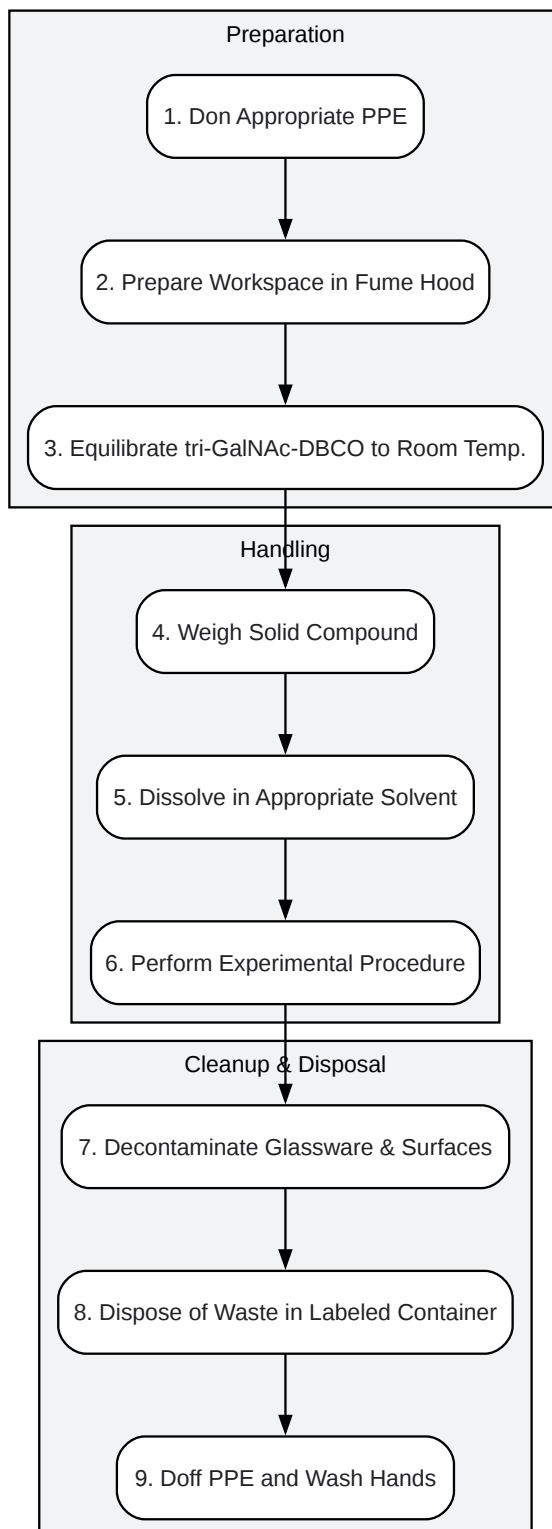 Preparation
1. Don Appropriate PPE
2. Prepare Workspace in Fume Hood
3. Equilibrate tri-GalNAc-DBCO to Room Temp.
Handling
4. Weigh Solid Compound
5. Dissolve in Appropriate Solvent
6. Perform Experimental Procedure
Cleanup & Disposal
7. Decontaminate Glassware & Surfaces
8. Dispose of Waste in Labeled Container
9. Doff PPE and Wash Hands